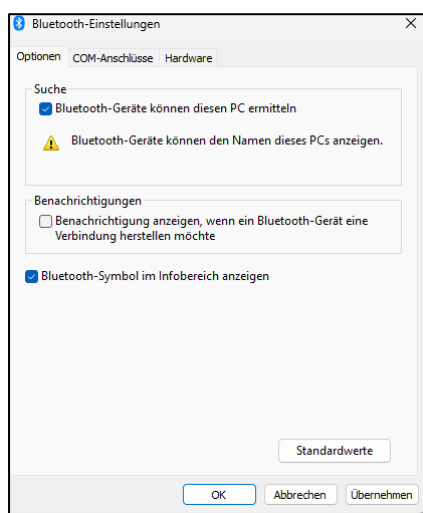 Bluetooth-Einstellungen
Optionen COM-Anschlüsse Hardware
Suche
Bluetooth-Geräte können diesen PC ermitteln
Bluetooth-Geräte können den Namen dieses PCs anzeigen.
Benachrichtigungen
Benachrichtigung anzeigen, wenn ein Bluetooth-Gerät eine
Verbindung herstellen möchte
Bluetooth-Symbol im Infobereich anzeigen
Standardwerte
OK Abbrechen Übernehmen